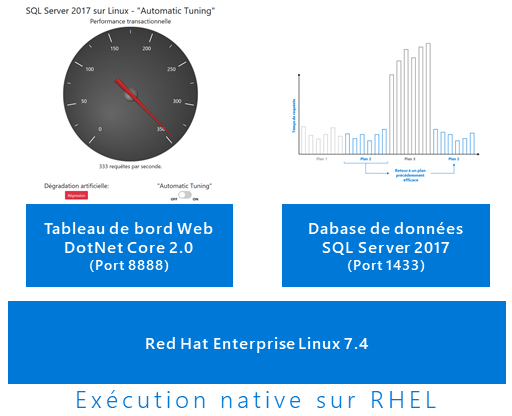 SQL Server 2017 sur Linux - "Automatic Tuning"
Performance transactionnelle
0
50
100
150
200
250
300
350
333 requêtes par seconde.
Dégradation artificielle:
Régression
"Automatic Tuning"
OFF
ON
Temps de requête
Plan 1
Plan 2
Plan 3
Plan 2
Retour à un plan
précédemment
efficace
Tableau de bord Web
DotNet Core 2.0
(Port 8888)
Dabase de données
SQL Server 2017
(Port 1433)
Red Hat Enterprise Linux 7.4
Exécution native sur RHEL